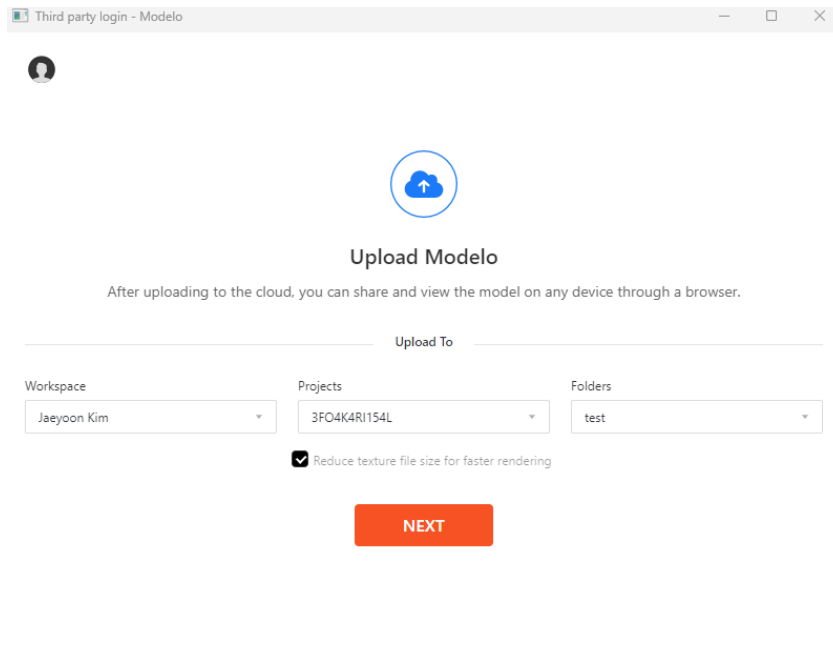 Third party login - Modelo
Upload Modelo
After uploading to the cloud, you can share and view the model on any device through a browser.
Upload To
Workspace Projects Folders
Jaeyoon Kim 3FO4K4RI154L test
Reduce texture file size for faster rendering
NEXT